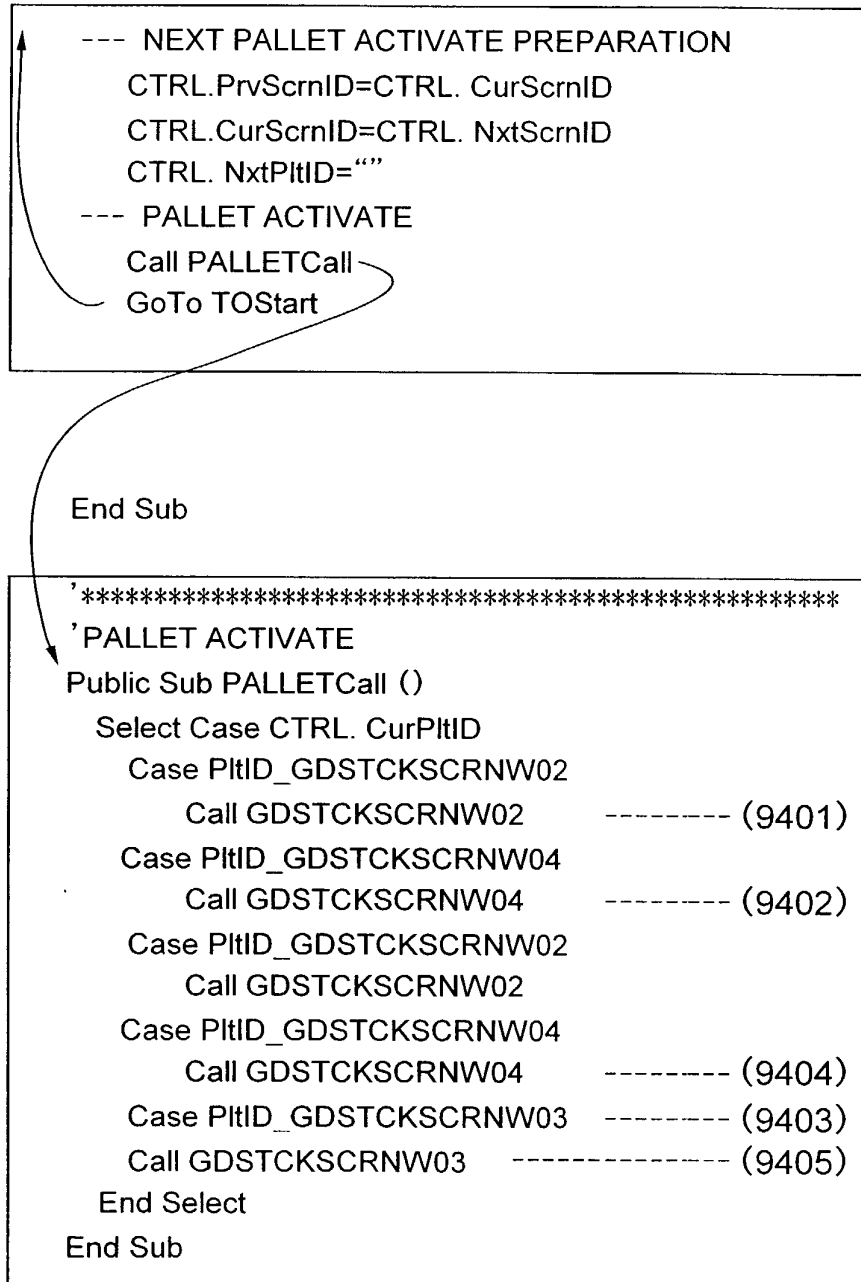 --- NEXT PALLET ACTIVATE PREPARATION
CTRL.PrvScrnID=CTRL. CurScrnID
CTRL.CurScrnID=CTRL. NxtScrnID
CTRL. NxtPltID=“”
--- PALLET ACTIVATE
Call PALLETCall
GoTo TOStart
End Sub
'****************************************************
'PALLET ACTIVATE
Public Sub PALLETCall ()
Select Case CTRL. CurPltID
Case PltID_GDSTCKSCRNW02
Call GDSTCKSCRNW02 --------- (9401)
Case PltID_GDSTCKSCRNW04
Call GDSTCKSCRNW04 --------- (9402)
Case PltID_GDSTCKSCRNW02
Call GDSTCKSCRNW02
Case PltID_GDSTCKSCRNW04
Call GDSTCKSCRNW04 --------- (9404)
Case PltID_GDSTCKSCRNW03 --------- (9403)
Call GDSTCKSCRNW03 --------------- (9405)
End Select
End Sub